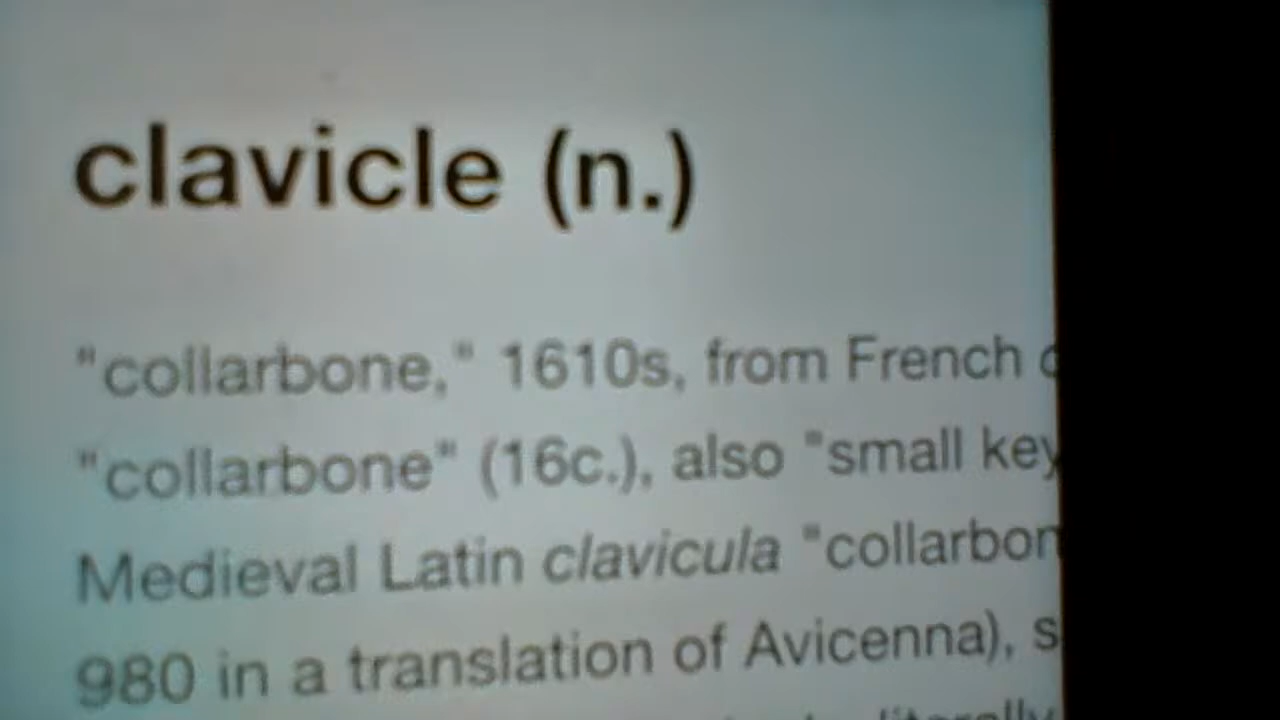 clavicle (n.)
"collarbone," 1610s, from French
"collarbone" (16c.), also "small key
Medieval Latin clavicula "collarbon
980 in a translation of Avicenna), s
literally